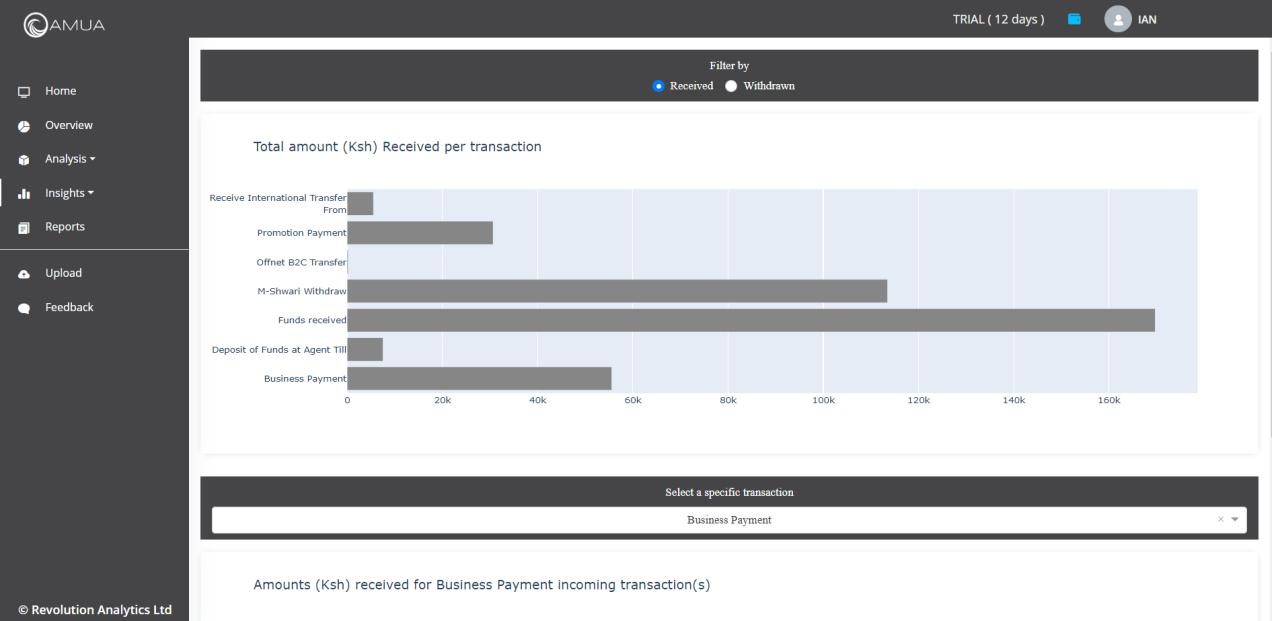 AMUA
TRIAL ( 12 days )
IAN
Home
Overview
Analysis
Insights
Reports
Upload
Feedback
© Revolution Analytics Ltd
Filter by
Received Withdrawn
Total amount (Ksh) Received per transaction
Receive International Transfer
From
Promotion Payment
Offnet B2C Transfer
M-Shwari Withdraw
Funds received
Deposit of Funds at Agent Till
Business Payment
0 20k 40k 60k 80k 100k 120k 140k 160k
Select a specific transaction
Business Payment
Amounts (Ksh) received for Business Payment incoming transaction(s)